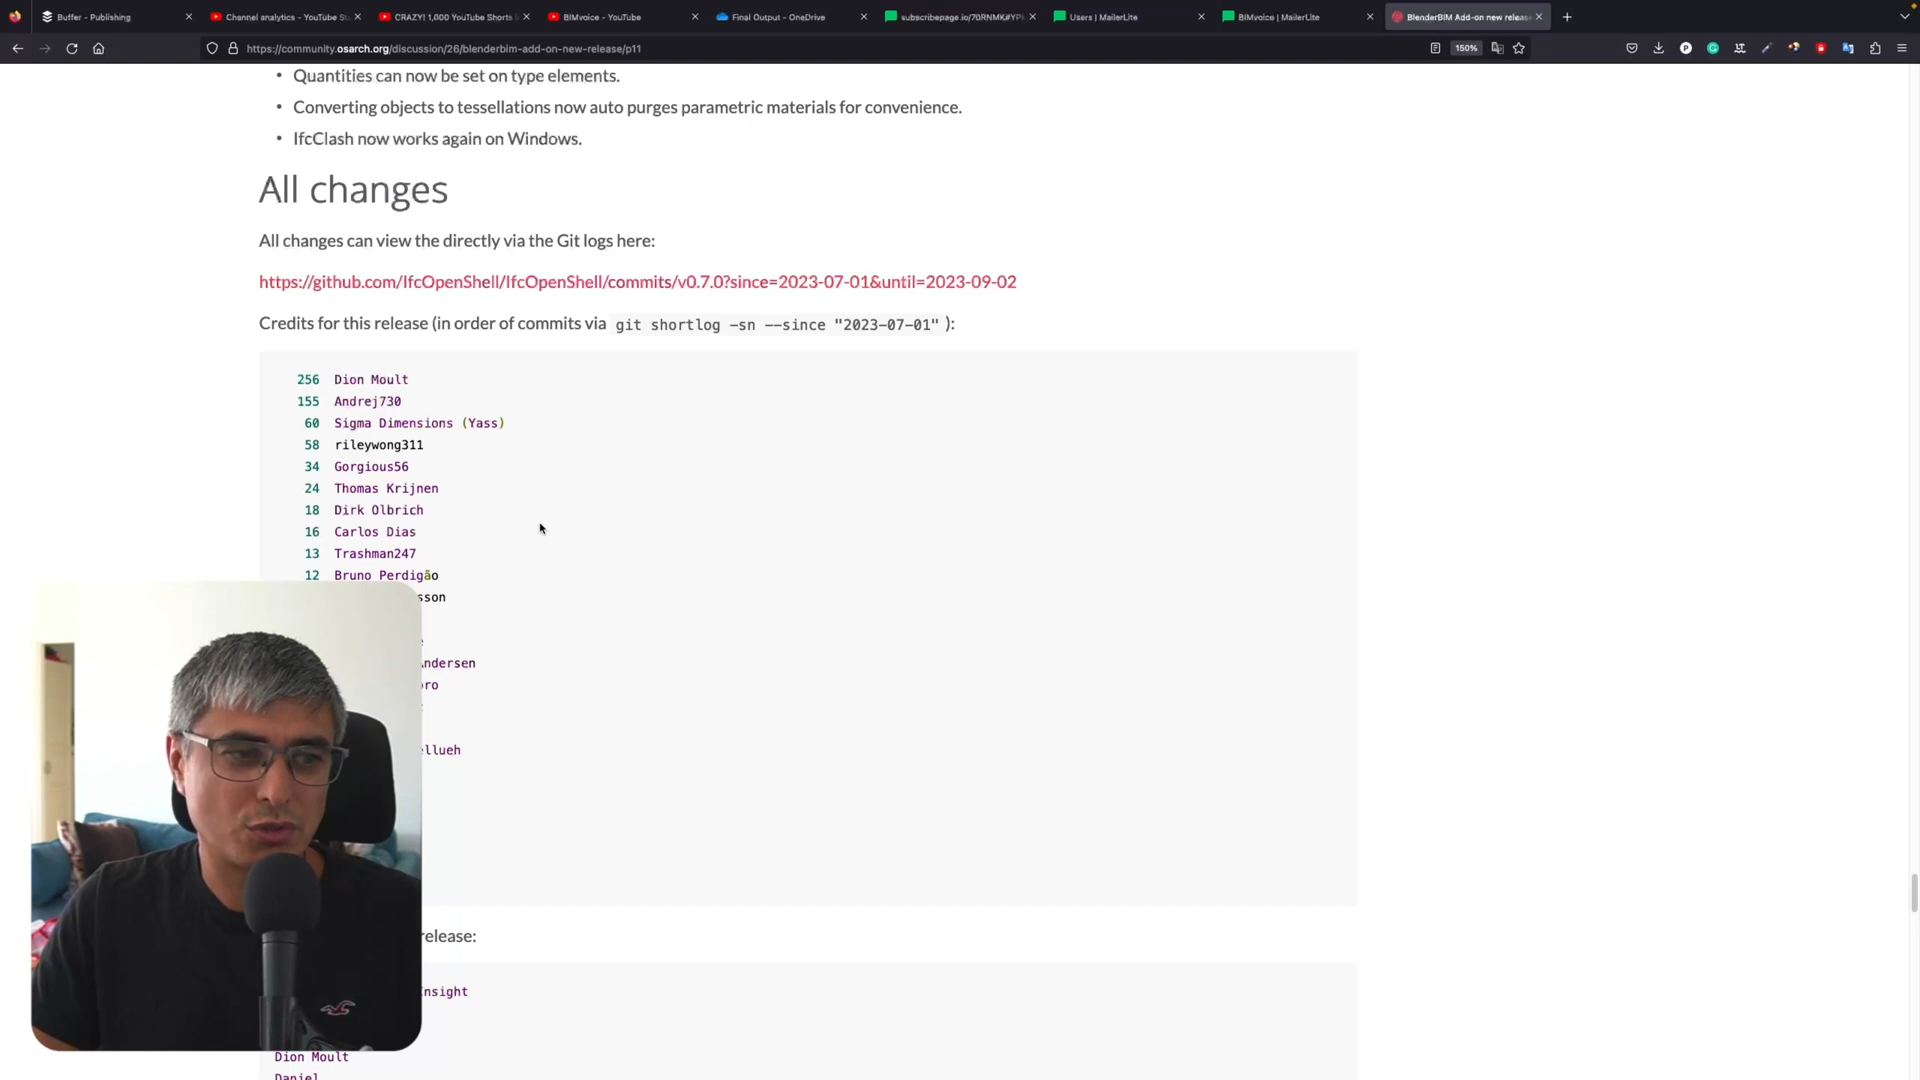 Buffer - Publishing
Channel analytics - YouTube St
CRAZY! 1,000 YouTube Shorts
BIMvoice - YouTube
Final Output - OneDrive
subscribepage.io/70RNMK#YP
Users | MailerLite
BIMvoice | MailerLite
BlenderBIM Add-on new releas
https://community.osarch.org/discussion/26/blenderbim-add-on-new-release/p11
150%
• Quantities can now be set on type elements.
• Converting objects to tessellations now auto purges parametric materials for convenience.
• IfcClash now works again on Windows.
All changes
All changes can view the directly via the Git logs here:
https://github.com/IfcOpenShell/IfcOpenShell/commits/v0.7.0?since=2023-07-01&until=2023-09-02
Credits for this release (in order of commits via git shortlog -sn --since "2023-07-01" ):
256 Dion Moult
155 Andrej730
60 Sigma Dimensions (Yass)
58 rileywong311
34 Gorgious56
24 Thomas Krijnen
18 Dirk Olbrich
16 Carlos Dias
13 Trashman247
12 Bruno Perdigão
sson
Andersen
oro
ellueh
release:
Insight
Dion Moult
Daniel